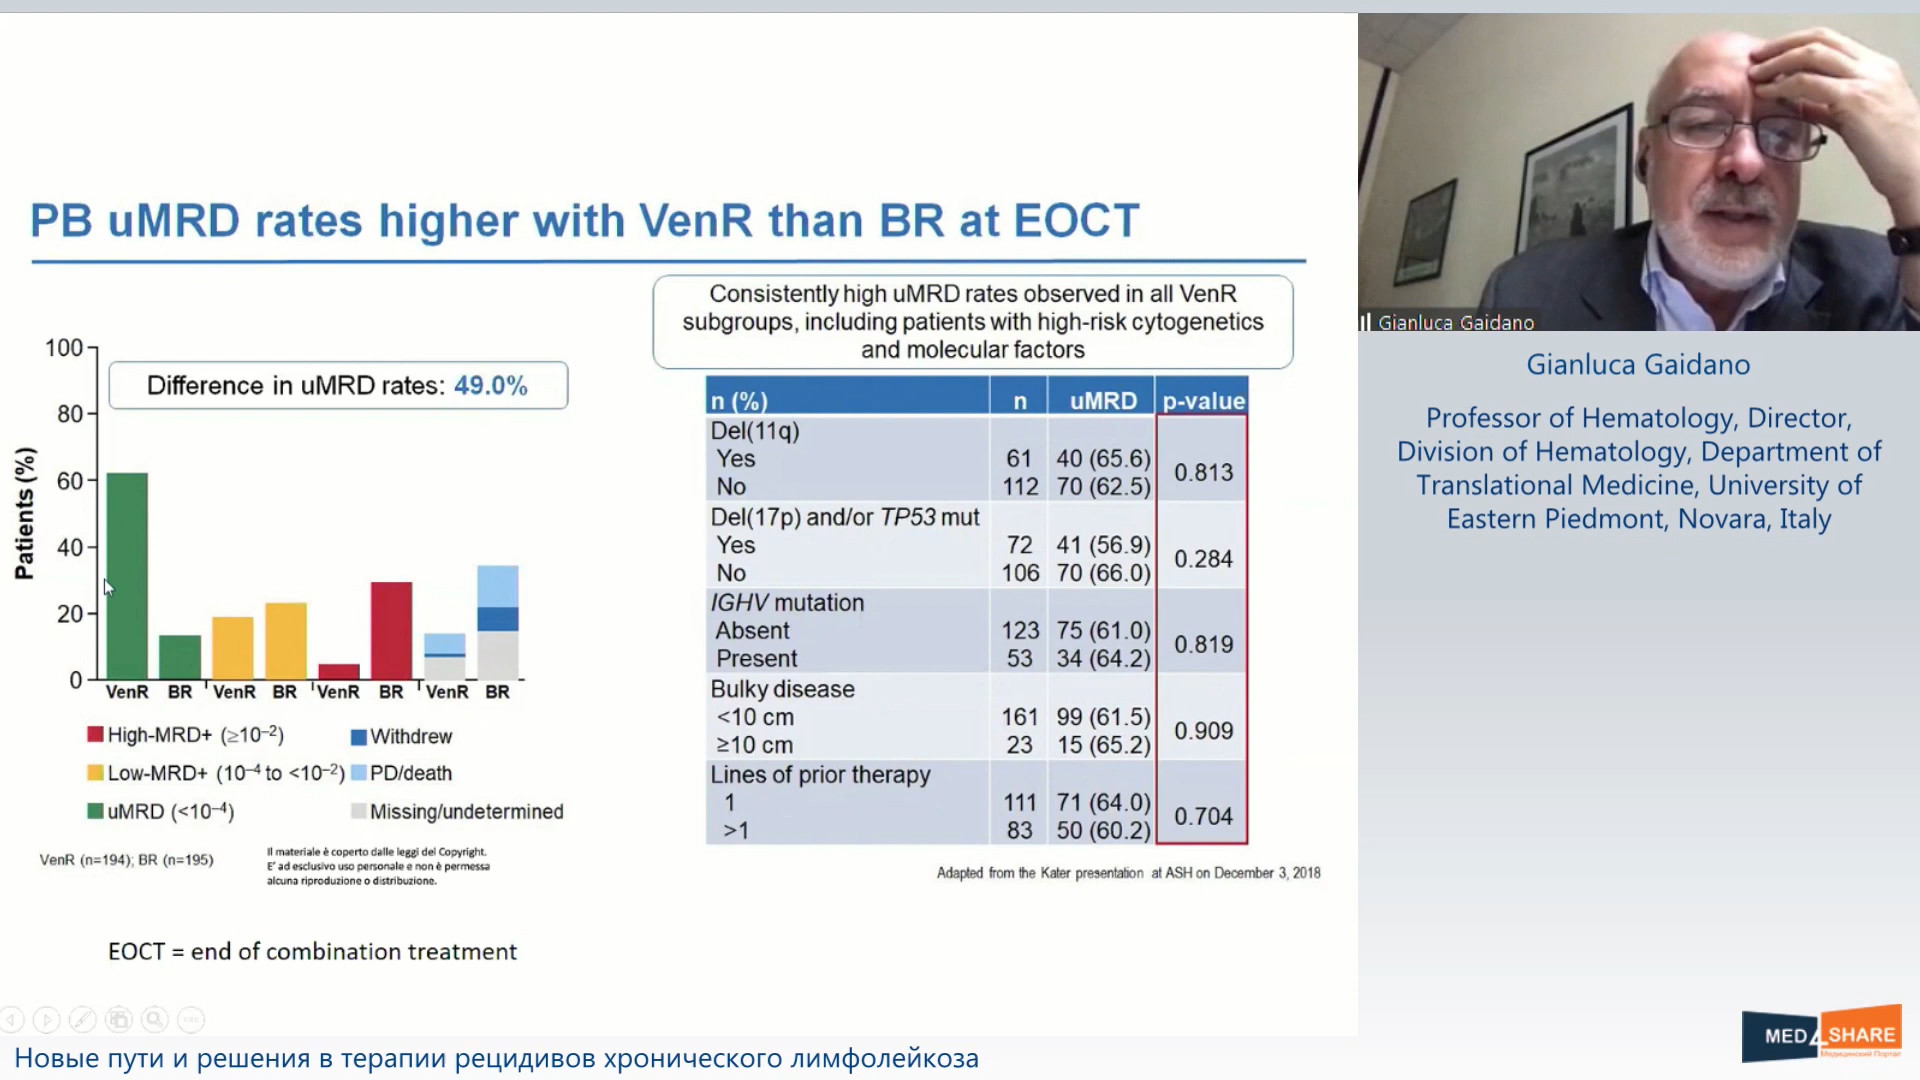 PB uMRD rates higher with VenR than BR at EOCT
Difference in uMRD rates: 49.0%
Patients (%)
100
80
60
40
20
0
VenR BR VenR BR VenR BR VenR BR
High-MRD+ (≥10⁻²)
Low-MRD+ (10⁻⁴ to <10⁻²)
uMRD (<10⁻⁴)
Withdrew
PD/death
Missing/undetermined
VenR (n=194); BR (n=195)
Il materiale è coperto dalle leggi del Copyright.
E' ad esclusivo uso personale e non è permessa
alcuna riproduzione o distribuzione.
EOCT = end of combination treatment
Consistently high uMRD rates observed in all VenR
subgroups, including patients with high-risk cytogenetics
and molecular factors
n (%) n uMRD p-value
Del(11q)
Yes 61 40 (65.6)
0.813
No 112 70 (62.5)
Del(17p) and/or TP53 mut
Yes 72 41 (56.9)
0.284
No 106 70 (66.0)
IGHV mutation
Absent 123 75 (61.0)
0.819
Present 53 34 (64.2)
Bulky disease
<10 cm 161 99 (61.5)
0.909
≥10 cm 23 15 (65.2)
Lines of prior therapy
1 111 71 (64.0)
0.704
>1 83 50 (60.2)
Adapted from the Kater presentation at ASH on December 3, 2018
Gianluca Gaidano
Gianluca Gaidano
Professor of Hematology, Director,
Division of Hematology, Department of
Translational Medicine, University of
Eastern Piedmont, Novara, Italy
MED4SHARE
Медицинский Портал
Новые пути и решения в терапии рецидивов хронического лимфолейкоза